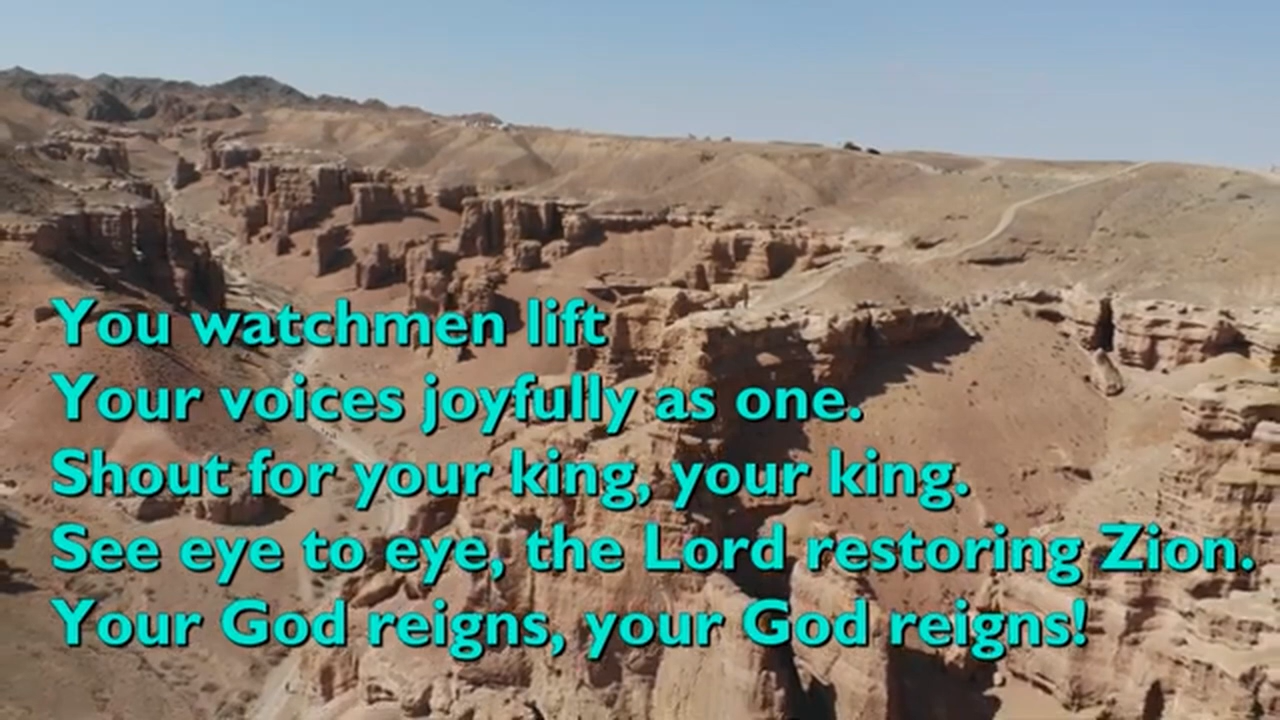 You watchmen lift
Your voices joyfully as one.
Shout for your king, your king.
See eye to eye, the Lord restoring Zion.
Your God reigns, your God reigns!